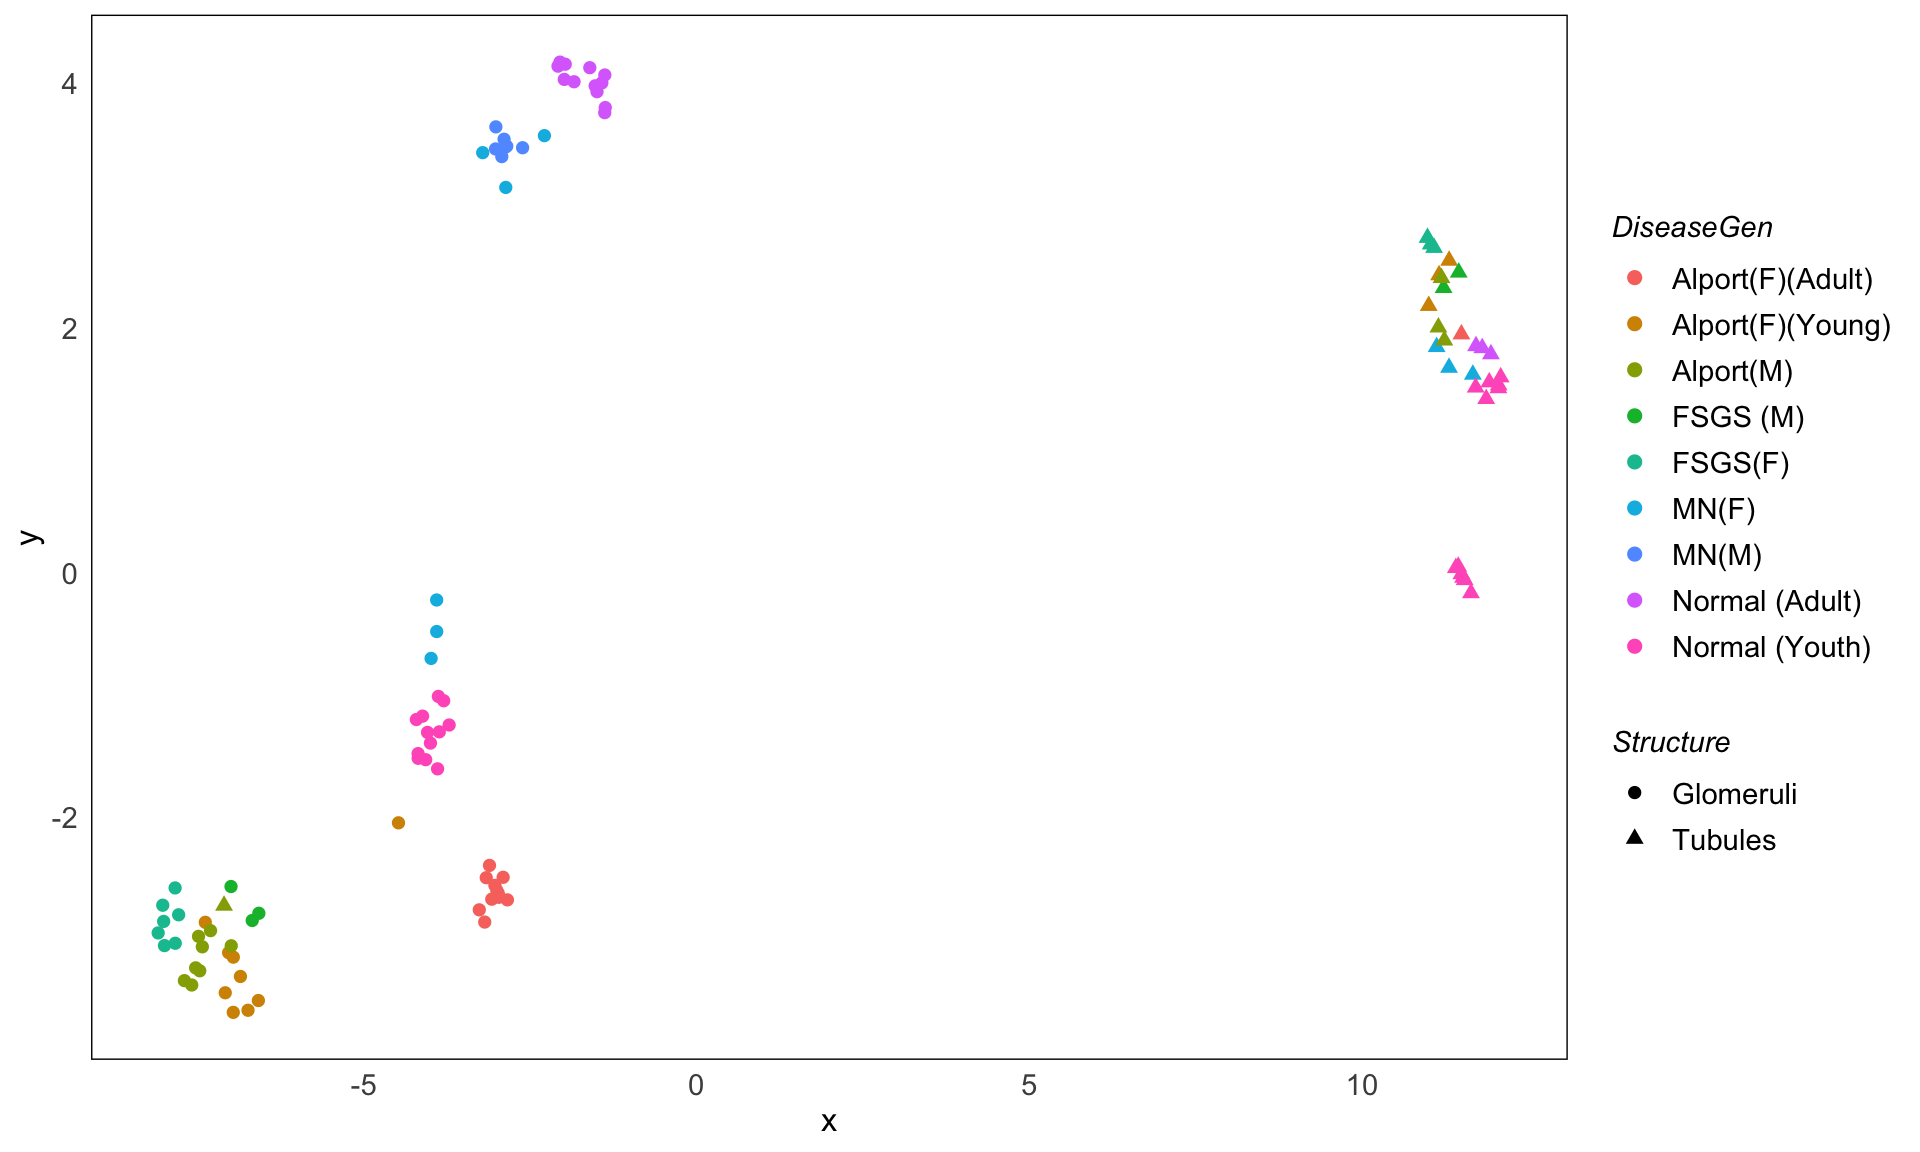 4
2
0
-2
y
-5
0
5
10
x
DiseaseGen
Alport(F)(Adult)
Alport(F)(Young)
Alport(M)
FSGS (M)
FSGS(F)
MN(F)
MN(M)
Normal (Adult)
Normal (Youth)
Structure
Glomeruli
Tubules